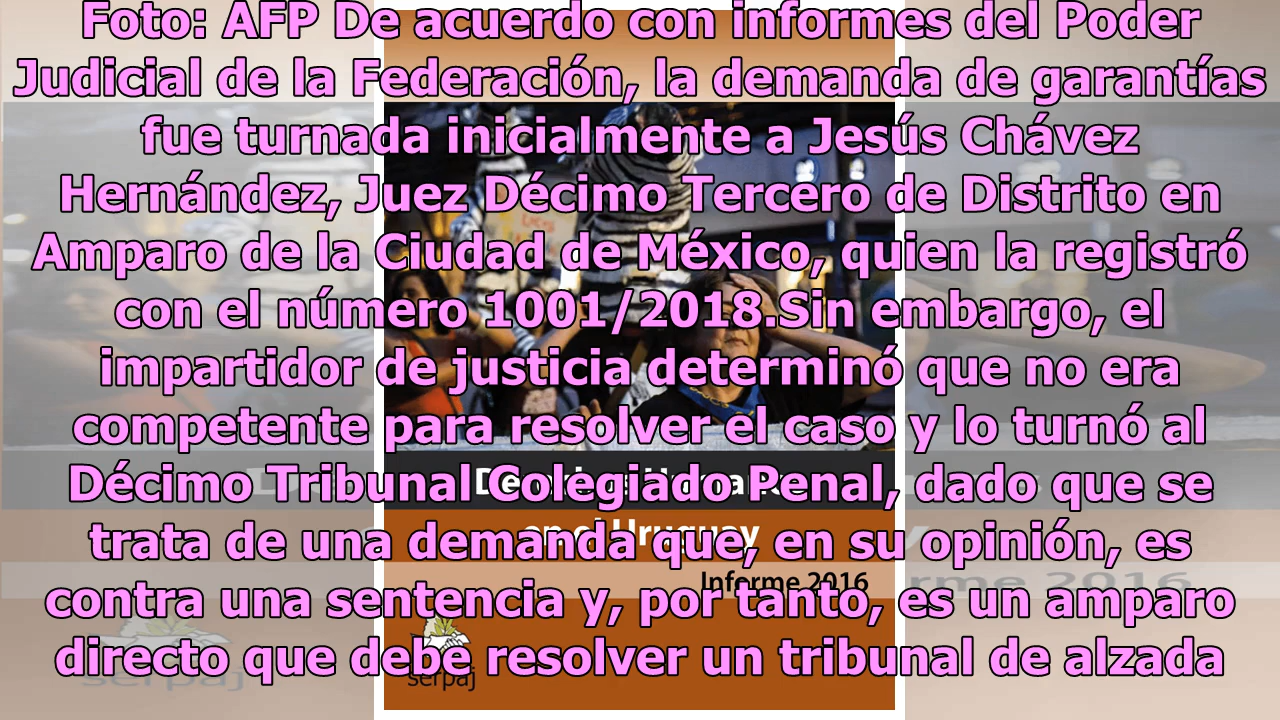 Foto: AFP De acuerdo con informes del Poder
Judicial de la Federación, la demanda de garantías
fue turnada inicialmente a Jesús Chávez
Hernández, Juez Décimo Tercero de Distrito en
Amparo de la Ciudad de México, quien la registró
con el número 1001/2018.Sin embargo, el
impartidor de justicia determinó que no era
competente para resolver el caso y lo turnó al
Décimo Tribunal Colegiado Penal, dado que se
trata de una demanda que, en su opinión, es
contra una sentencia y, por tanto, es un amparo
directo que debe resolver un tribunal de alzada
en el Uruguay
Informe 2016
serpaj